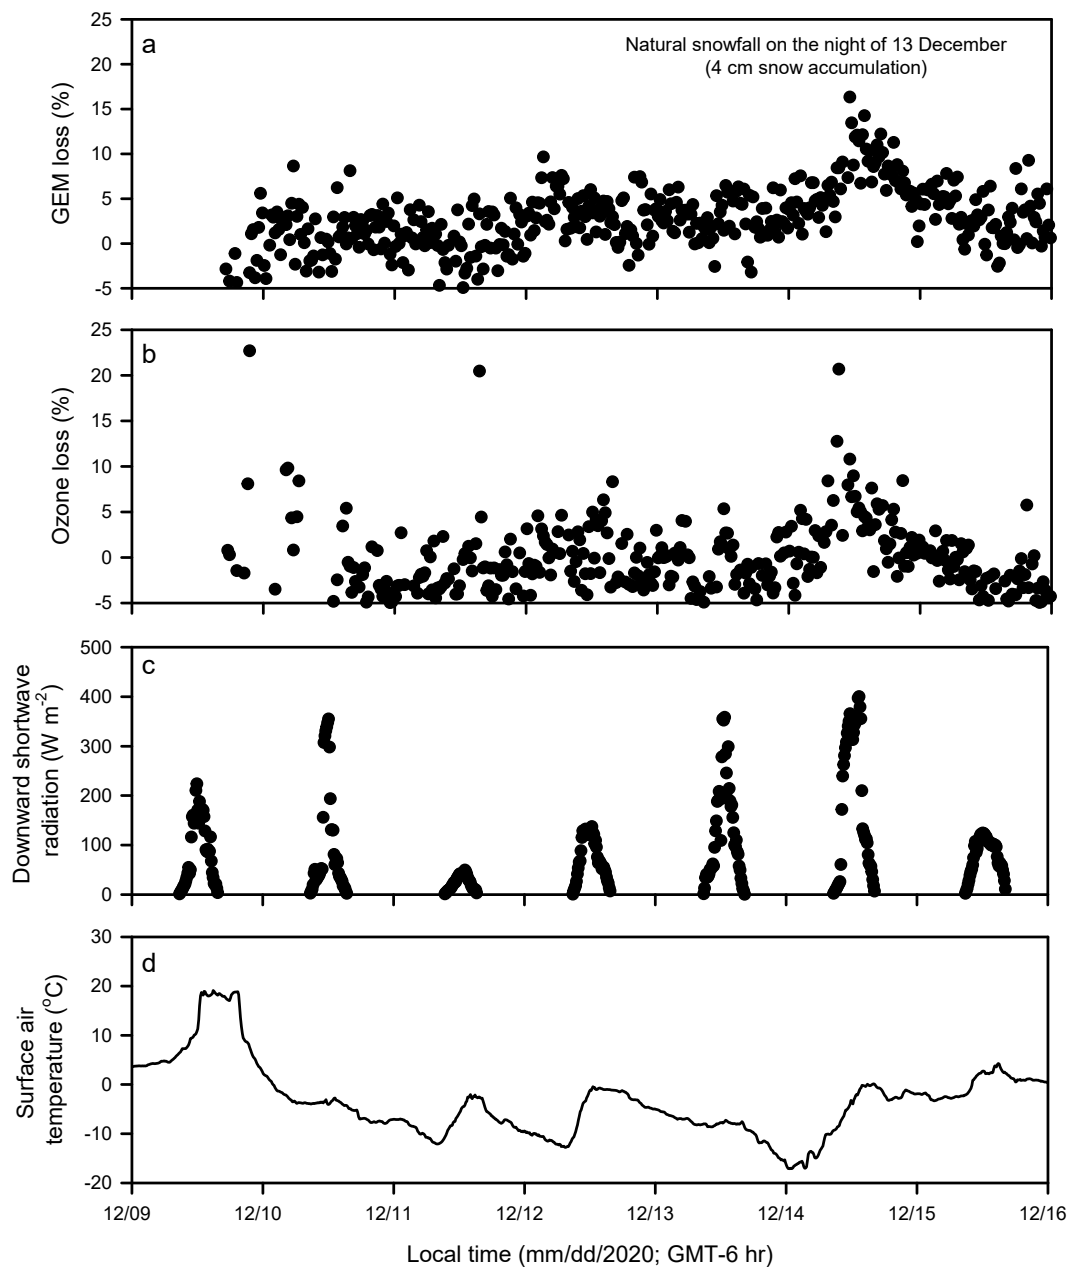 a
Natural snowfall on the night of 13 December
(4 cm snow accumulation)
GEM loss (%)
25
20
15
10
5
0
-5
b
Ozone loss (%)
25
20
15
10
5
0
-5
c
Downward shortwave
radiation (W m-2)
500
400
300
200
100
0
d
Surface air
temperature (oC)
30
20
10
0
-10
-20
12/09 12/10 12/11 12/12 12/13 12/14 12/15 12/16
Local time (mm/dd/2020; GMT-6 hr)